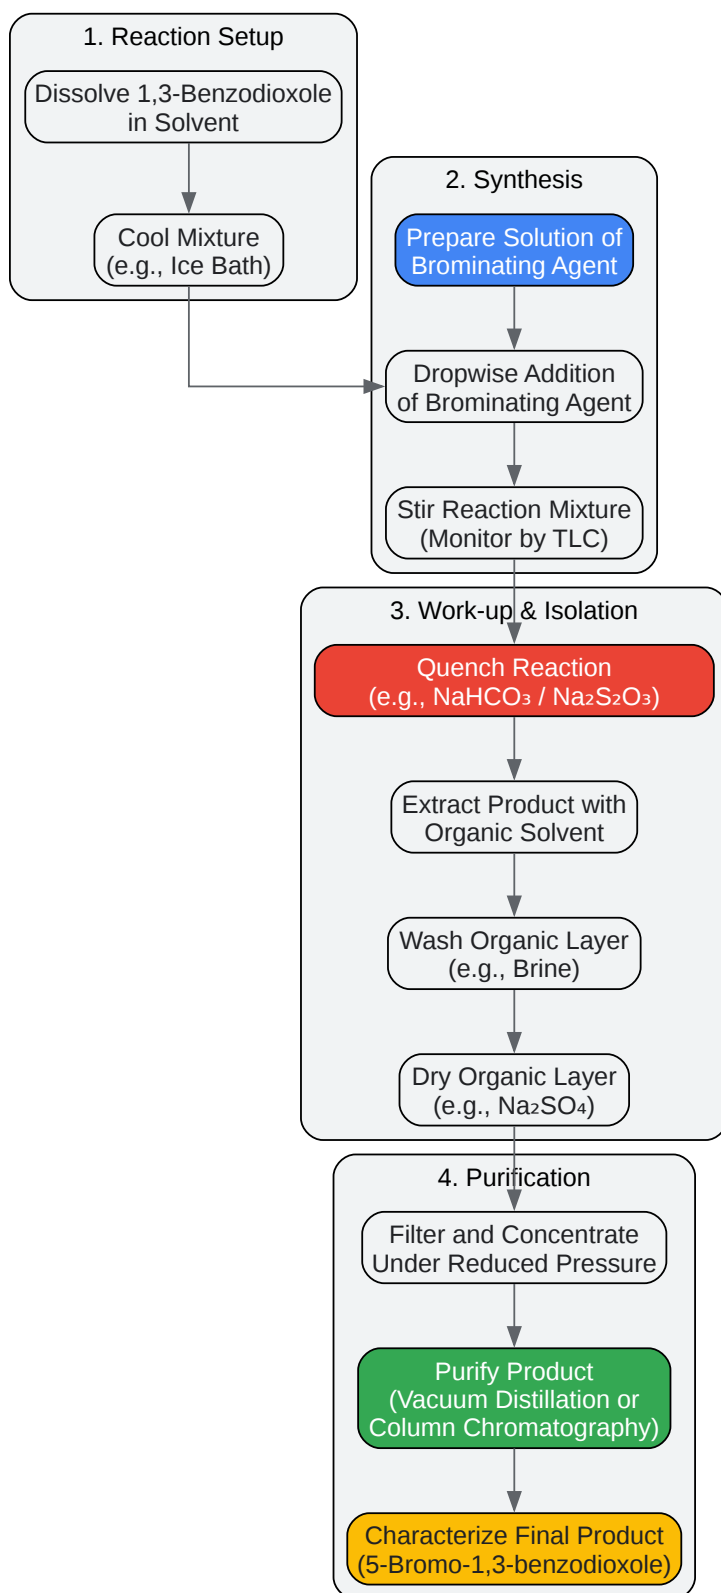 1. Reaction Setup
Dissolve 1,3-Benzodioxole
in Solvent
Cool Mixture
(e.g., Ice Bath)
2. Synthesis
Prepare Solution of
Brominating Agent
Dropwise Addition
of Brominating Agent
Stir Reaction Mixture
(Monitor by TLC)
3. Work-up & Isolation
Quench Reaction
(e.g., NaHCO₃ / Na₂S₂O₃)
Extract Product with
Organic Solvent
Wash Organic Layer
(e.g., Brine)
Dry Organic Layer
(e.g., Na₂SO₄)
4. Purification
Filter and Concentrate
Under Reduced Pressure
Purify Product
(Vacuum Distillation or
Column Chromatography)
Characterize Final Product
(5-Bromo-1,3-benzodioxole)